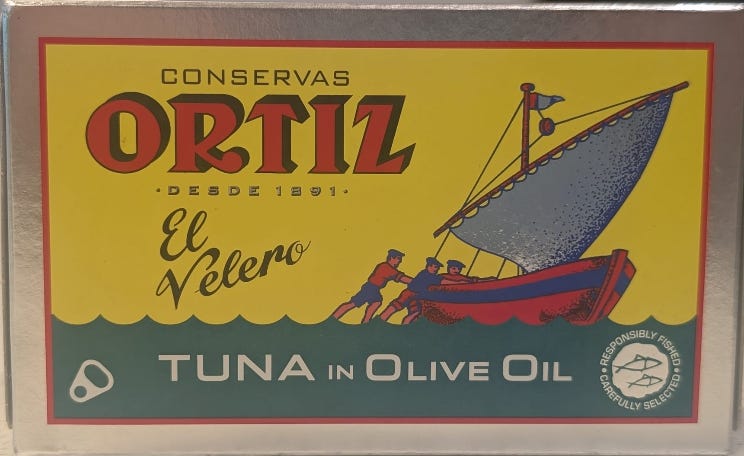 CONSERVAS
ORTIZ
·DESDE 1891·
El
Velero
TUNA IN OLIVE OIL
·RESPONSIBLY FISHED·
CAREFULLY SELECTED